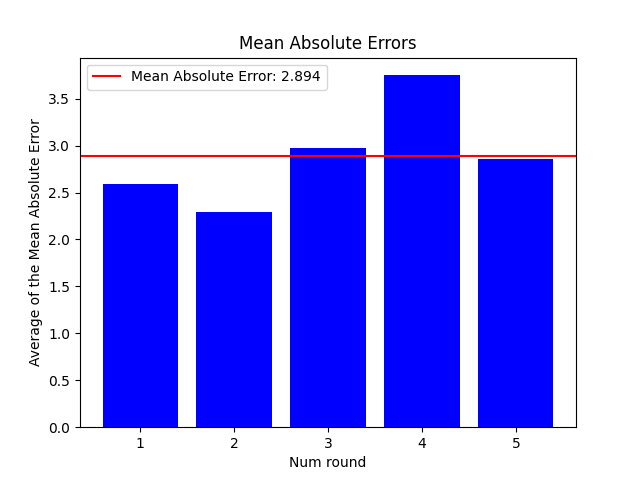 Mean Absolute Errors
Mean Absolute Error: 2.894
Average of the Mean Absolute Error
3.5
3.0
2.5
2.0
1.5
1.0
0.5
0.0
1 2 3 4 5
Num round